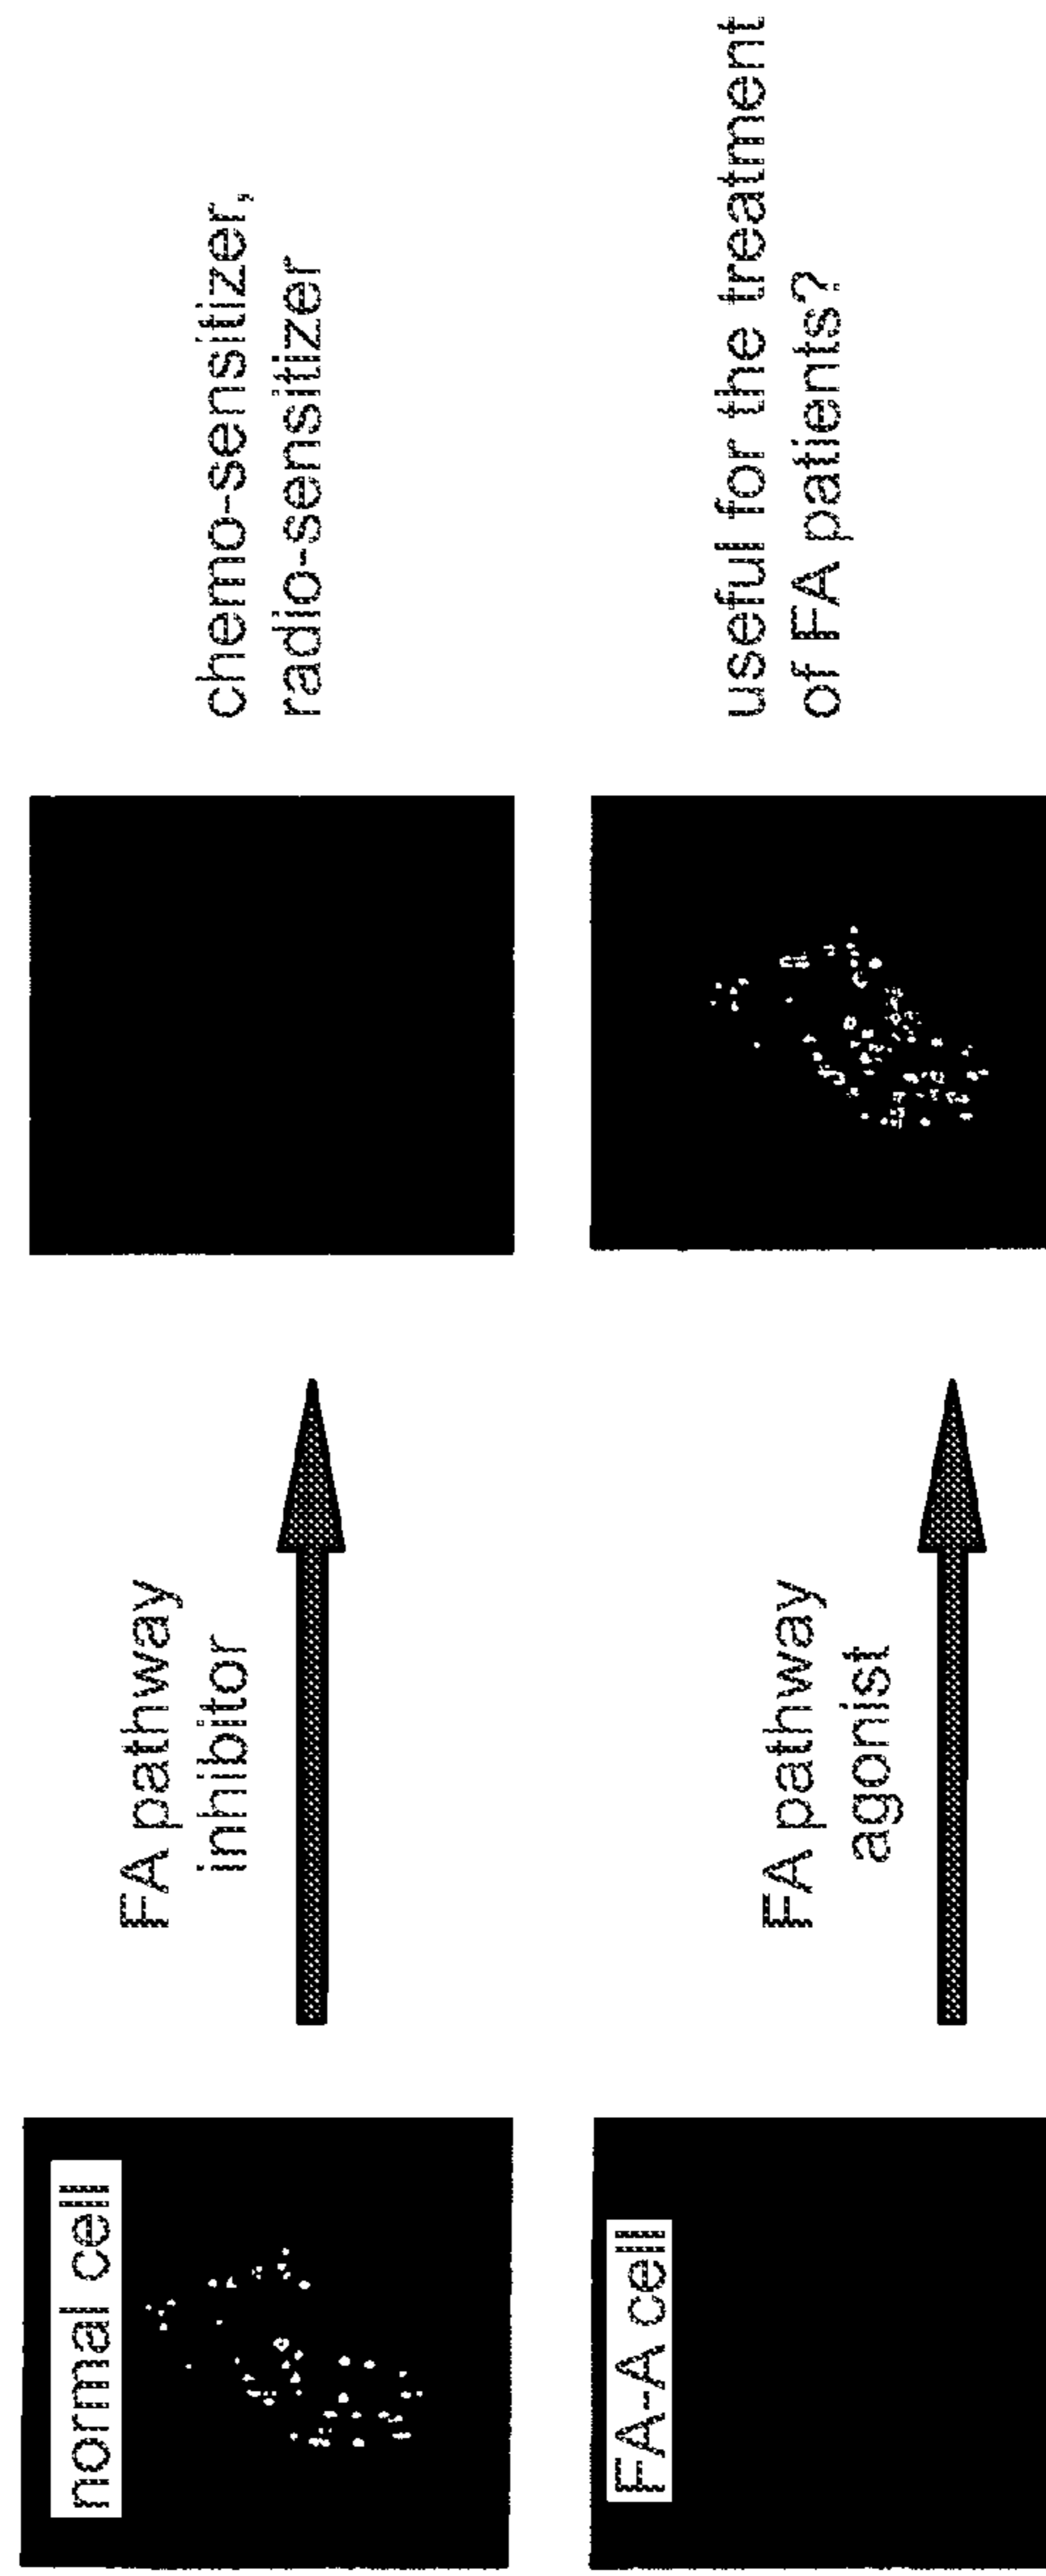 normal cell
FA pathway
inhibitor
chemo-sensitizer,
radio-sensitizer
FA-A cell
FA pathway
agonist
useful for the treatment
of FA patients?